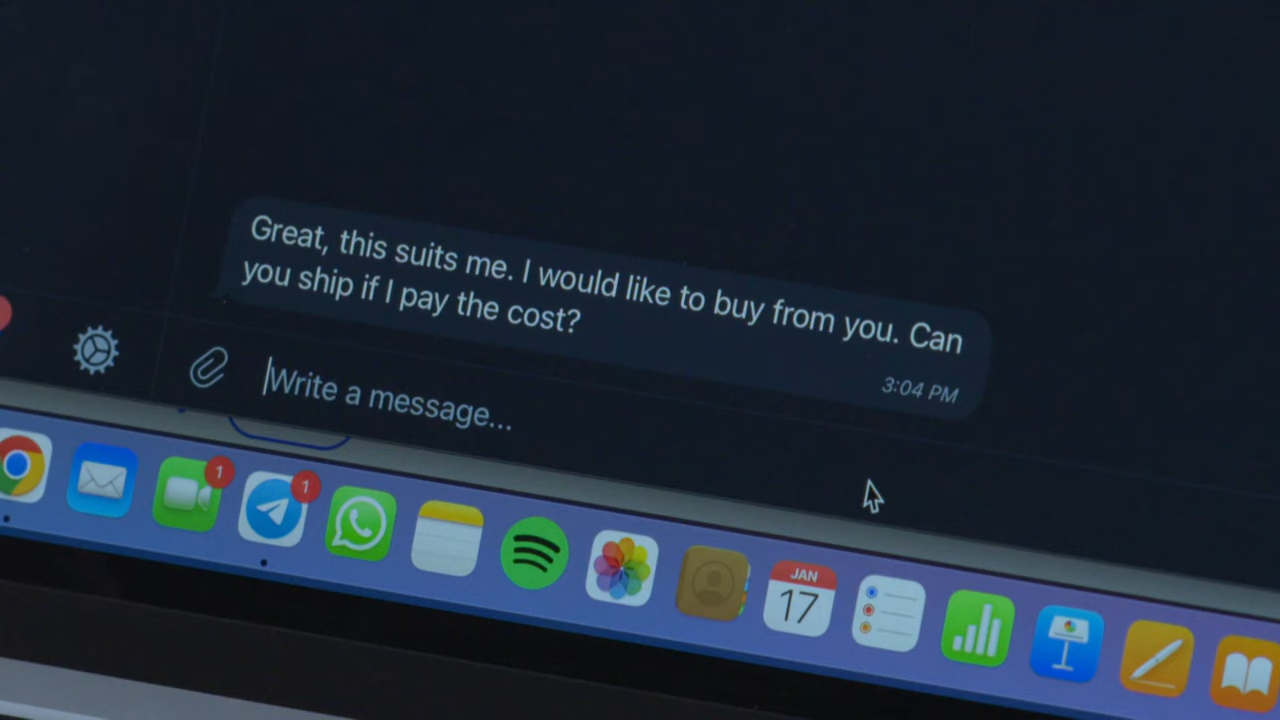 Great, this suits me. I would like to buy from you. Can
you ship if I pay the cost?
3:04 PM
Write a message...
1
1
JAN
17